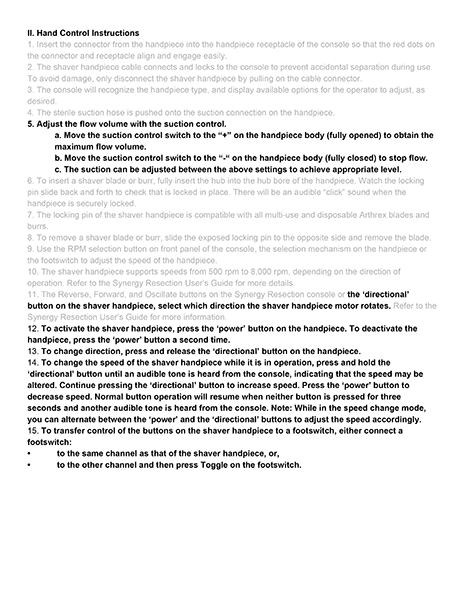 II. Hand Control Instructions
1. Insert the connector from the handpiece into the handpiece receptacle of the console so that the red dots on
the connector and receptacle align and engage easily.
2. The shaver handpiece cable connects and locks to the console to prevent accidental separation during use.
To avoid damage, only disconnect the shaver handpiece by pulling on the cable connector.
3. The console will recognize the handpiece type, and display available options for the operator to adjust, as
desired.
4. The sterile suction hose is pushed onto the suction connection on the handpiece.
5. Adjust the flow volume with the suction control.
a. Move the suction control switch to the “+” on the handpiece body (fully opened) to obtain the
maximum flow volume.
b. Move the suction control switch to the “-“ on the handpiece body (fully closed) to stop flow.
c. The suction can be adjusted between the above settings to achieve appropriate level.
6. To insert a shaver blade or burr, fully insert the hub into the hub bore of the handpiece. Watch the locking
pin slide back and forth to check that is locked in place. There will be an audible “click” sound when the
handpiece is securely locked.
7. The locking pin of the shaver handpiece is compatible with all multi-use and disposable Arthrex blades and
burrs.
8. To remove a shaver blade or burr, slide the exposed locking pin to the opposite side and remove the blade.
9. Use the RPM selection button on front panel of the console, the selection mechanism on the handpiece or
the footswitch to adjust the speed of the handpiece.
10. The shaver handpiece supports speeds from 500 rpm to 8,000 rpm, depending on the direction of
operation. Refer to the Synergy Resection User’s Guide for more details.
11. The Reverse, Forward, and Oscillate buttons on the Synergy Resection console or the ‘directional’
button on the shaver handpiece, select which direction the shaver handpiece motor rotates. Refer to the
Synergy Resection User’s Guide for more information.
12. To activate the shaver handpiece, press the ‘power’ button on the handpiece. To deactivate the
handpiece, press the ‘power’ button a second time.
13. To change direction, press and release the ‘directional’ button on the handpiece.
14. To change the speed of the shaver handpiece while it is in operation, press and hold the
‘directional’ button until an audible tone is heard from the console, indicating that the speed may be
altered. Continue pressing the ‘directional’ button to increase speed. Press the ‘power’ button to
decrease speed. Normal button operation will resume when neither button is pressed for three
seconds and another audible tone is heard from the console. Note: While in the speed change mode,
you can alternate between the ‘power’ and the ‘directional’ buttons to adjust the speed accordingly.
15. To transfer control of the buttons on the shaver handpiece to a footswitch, either connect a
footswitch:
▪ to the same channel as that of the shaver handpiece, or,
▪ to the other channel and then press Toggle on the footswitch.